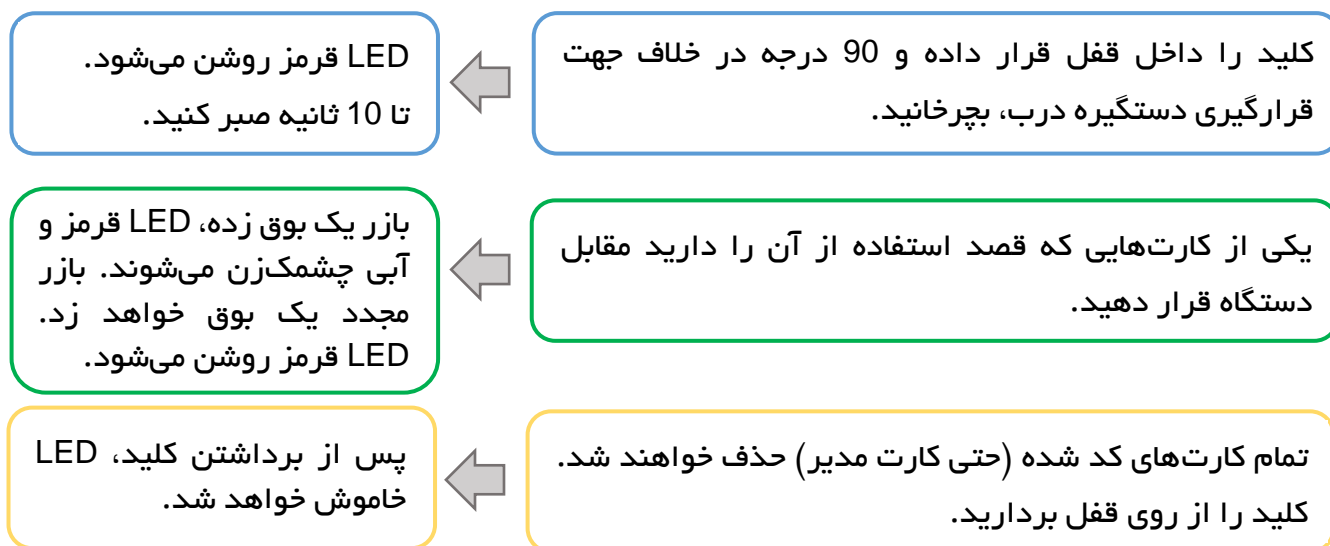 کلید را داخل قفل قرار داده و 90 درجه در خلاف جهت
قرارگیری دستگیره درب، بچرخانید.
LED قرمز روشن می‌شود.
تا 10 ثانیه صبر کنید.
یکی از کارت‌هایی که قصد استفاده از آن را دارید مقابل
دستگاه قرار دهید.
بازر یک بوق زده، LED قرمز و
آبی چشمک‌زن می‌شوند. بازر
مجدد یک بوق خواهد زد.
LED قرمز روشن می‌شود.
تمام کارت‌های کد شده (حتی کارت مدیر) حذف خواهند شد.
کلید را از روی قفل بردارید.
پس از برداشتن کلید، LED
خاموش خواهد شد.